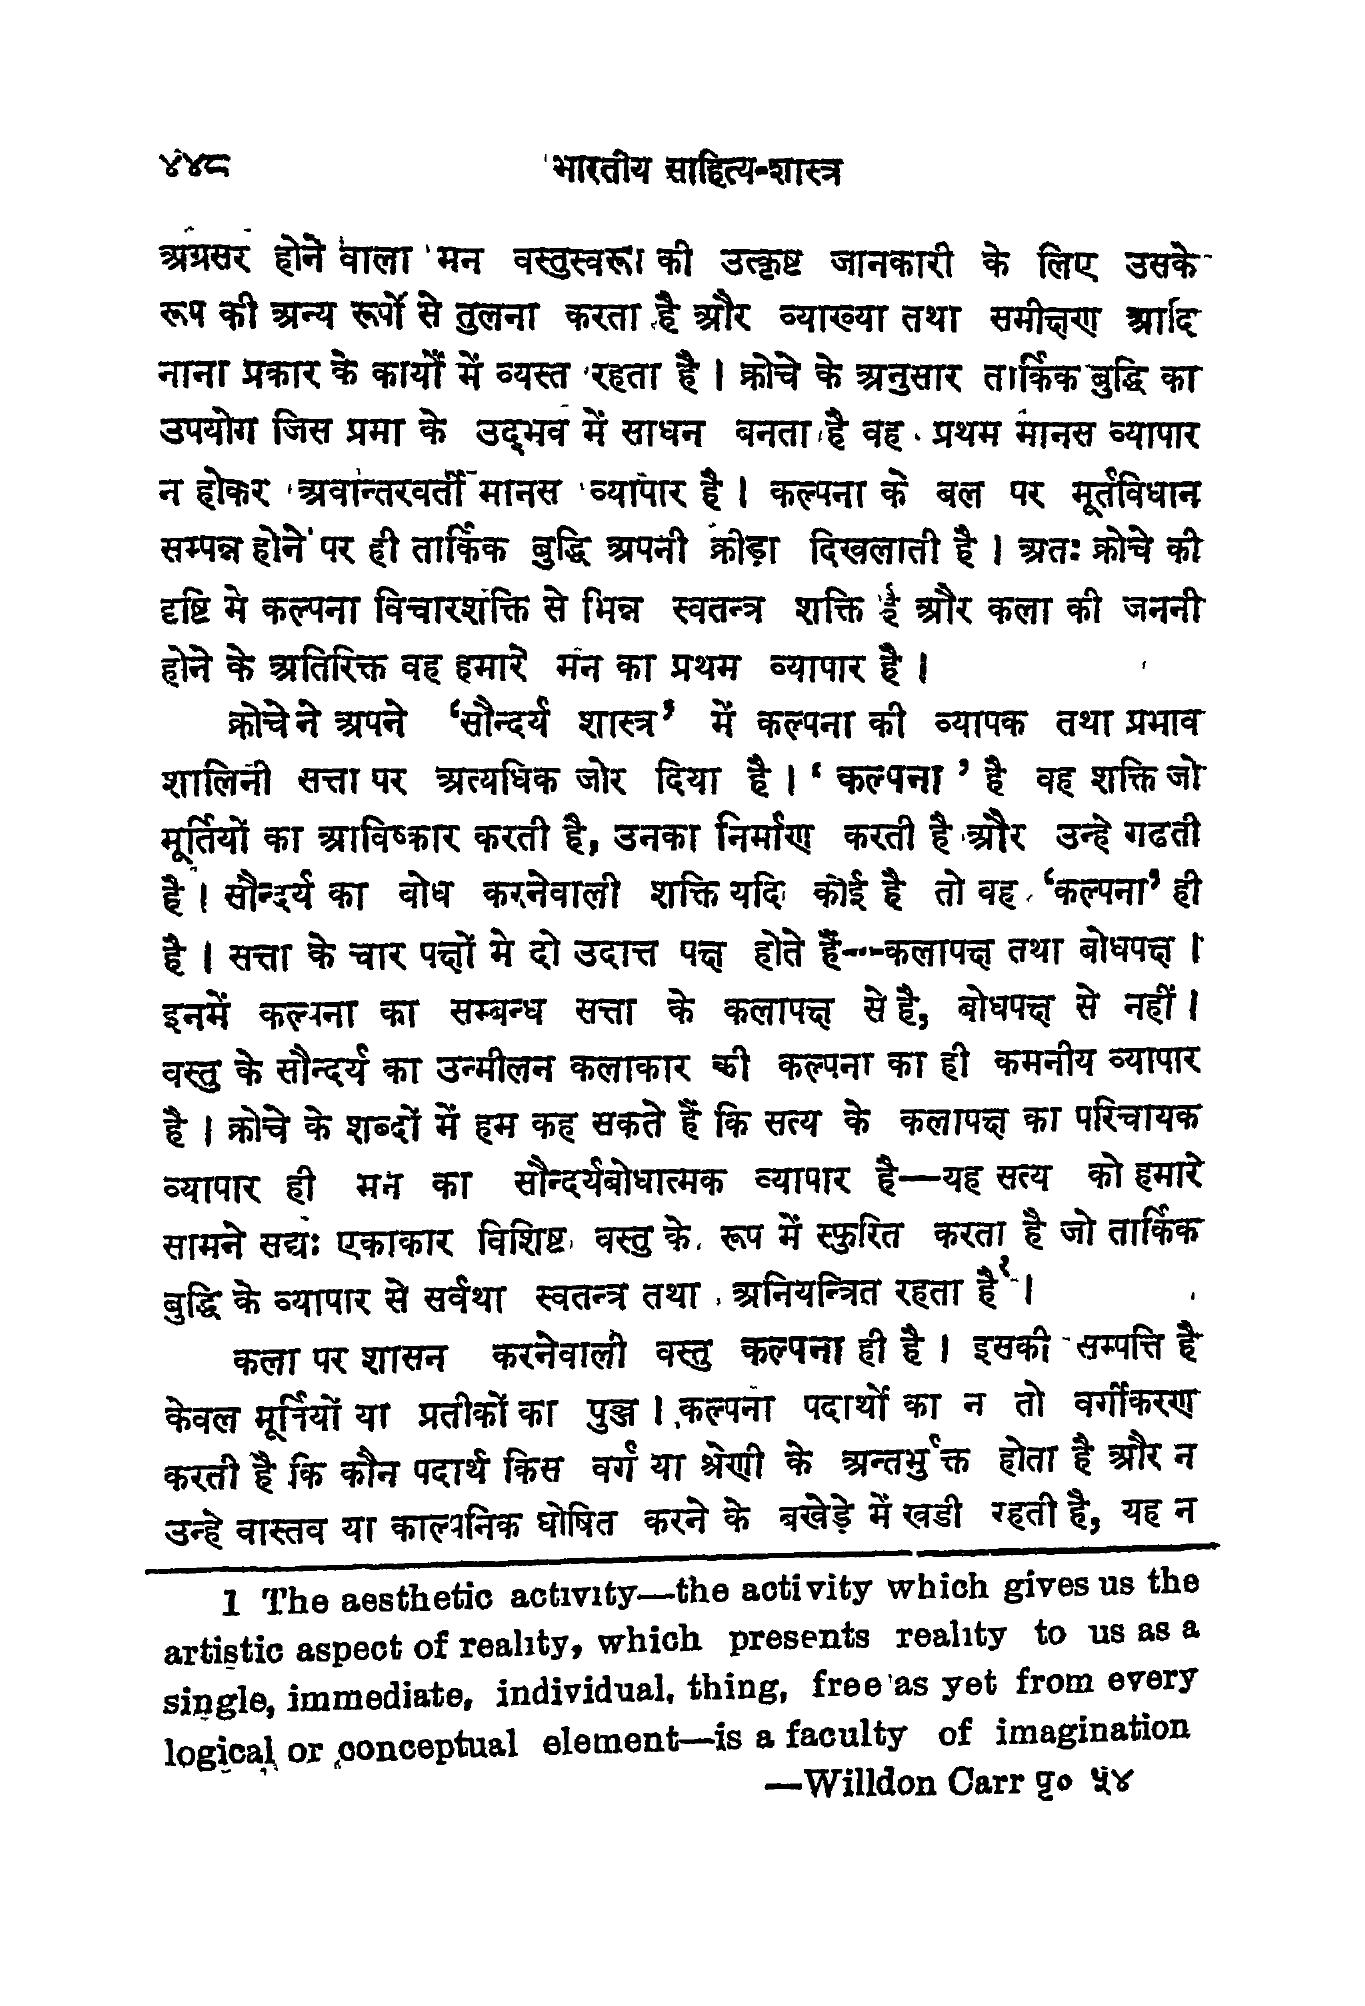 ४४८ भारतीय साहित्य-शास्त्र
अग्रसर होने वाला मन वस्तुस्वरूप की उत्कृष्ट जानकारी के लिए उसके
रूप की अन्य रूपों से तुलना करता है और व्याख्या तथा समीक्षण आदि
नाना प्रकार के कार्यों में व्यस्त रहता है । क्रोचे के अनुसार तार्किक बुद्धि का
उपयोग जिस प्रमा के उद्भव में साधन बनता है वह प्रथम मानस व्यापार
न होकर अवान्तरवर्ती मानस व्यापार है । कल्पना के बल पर मूर्तविधान
सम्पन्न होने पर ही तार्किक बुद्धि अपनी क्रीड़ा दिखलाती है । अतः क्रोचे की
दृष्टि मे कल्पना विचारशक्ति से भिन्न स्वतन्त्र शक्ति है और कला की जननी
होने के अतिरिक्त वह हमारे मन का प्रथम व्यापार है ।
क्रोचे ने अपने ‘सौन्दर्य शास्त्र’ में कल्पना की व्यापक तथा प्रभाव
शालिनी सत्ता पर अत्यधिक जोर दिया है । ‘ कल्पना ’ है वह शक्ति जो
मूर्तियों का आविष्कार करती है, उनका निर्माण करती है और उन्हे गढती
है । सौन्दर्य का बोध करनेवाली शक्ति यदि कोई है तो वह ‘कल्पना’ ही
है । सत्ता के चार पक्षों मे दो उदात्त पक्ष होते हैं—कलापक्ष तथा बोधपक्ष ।
इनमें कल्पना का सम्बन्ध सत्ता के कलापक्ष से है, बोधपक्ष से नहीं ।
वस्तु के सौन्दर्य का उन्मीलन कलाकार की कल्पना का ही कमनीय व्यापार
है । क्रोचे के शब्दों में हम कह सकते हैं कि सत्य के कलापक्ष का परिचायक
व्यापार ही मन का सौन्दर्यबोधात्मक व्यापार है—यह सत्य को हमारे
सामने सद्यः एकाकार विशिष्ट वस्तु के रूप में स्फुरित करता है जो तार्किक
बुद्धि के व्यापार से सर्वथा स्वतन्त्र तथा अनियन्त्रित रहता है१ ।
कला पर शासन करनेवाली वस्तु कल्पना ही है । इसकी सम्पत्ति है
केवल मूर्तियों या प्रतीकों का पुञ्ज । कल्पना पदार्थों का न तो वर्गीकरण
करती है कि कौन पदार्थ किस वर्ग या श्रेणी के अन्तर्भुक्त होता है और न
उन्हे वास्तव या काल्पनिक घोषित करने के बखेड़े में खडी रहती है, यह न
1 The aesthetic activity—the activity which gives us the
artistic aspect of reality, which presents reality to us as a
single, immediate, individual, thing, free as yet from every
logical or conceptual element—is a faculty of imagination
—Willdon Carr पृ० ५४